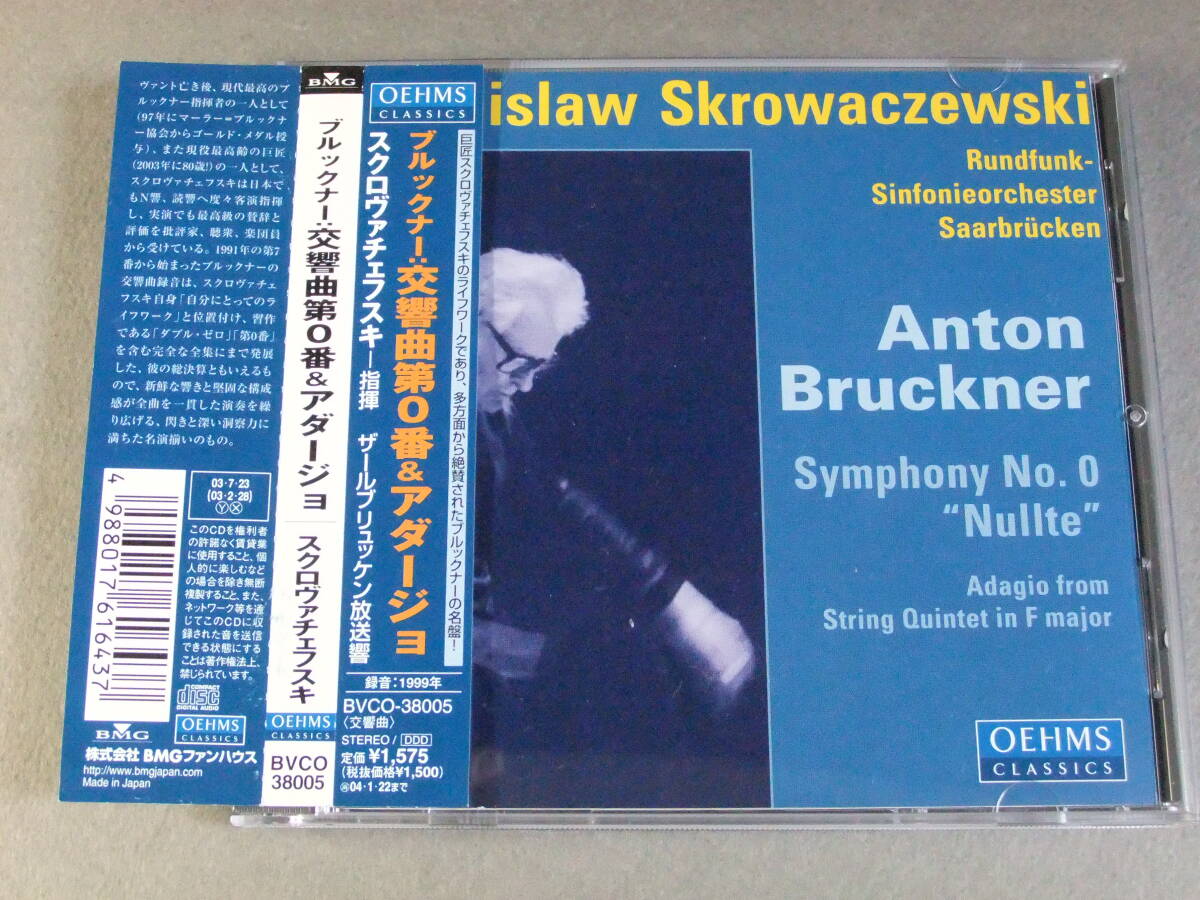 ヴァント亡き後、現代最高のブ
ルックナー指揮者の一人として
(97年にマーラー=ブルックナ
ー協会からゴールド・メダル授
与)、また現役最高齢の巨匠
(2003年に80歳!)の一人として、
スクロヴァチェフスキは日本で
もN響、読響へ度々客演指揮
し、実演でも最高級の賛辞と
評価を批評家、聴衆、楽団員
から受けている。1991年の第7
番から始まったブルックナーの
交響曲録音は、スクロヴァチェ
フスキ自身「自分にとってのラ
イフワーク」と位置付け、習作
である「ダブル・ゼロ」「第0番」
を含む完全な全集にまで発展
した、彼の総決算ともいえるも
ので、新鮮な響きと堅固な構成
感が全曲を一貫した演奏を繰
り広げる、閃きと深い洞察力に
満ちた名演揃いのもの。
4988017616437
03・7・23
(03・2・28)
Ⓨ Ⓧ
このCDを権利者
の許諾なく賃貸業
に使用すること、個
人的に楽しむなど
の場合を除き無断
複製すること、また、
ネットワーク等を通
じてこのCDに収
録された音を送信
できる状態にする
ことは著作権法上、
禁じられています。
COMPACT
disc
DIGITAL AUDIO
BMG
OEHMS
CLASSICS
株式会社 BMGファンハウス
http://www.bmgjapan.com
Made in Japan
BMG
ブルックナー:交響曲第0番&アダージョ
スクロヴァチェフスキ
OEHMS
CLASSICS
BVCO
38005
OEHMS
CLASSICS
巨匠スクロヴァチェフスキのライフワークであり、多方面から絶賛されたブルックナーの名盤!
ブルックナー:交響曲第0番&アダージョ
スクロヴァチェフスキ─指揮 ザールブリュッケン放送響
録音:1999年
BVCO-38005
〈交響曲〉
STEREO / DDD
定価¥1,575
(税抜価格¥1,500)
04・1・22まで
islaw Skrowaczewski
Rundfunk-
Sinfonieorchester
Saarbrücken
Anton
Bruckner
Symphony No. 0
“Nullte”
Adagio from
String Quintet in F major
OEHMS
CLASSICS